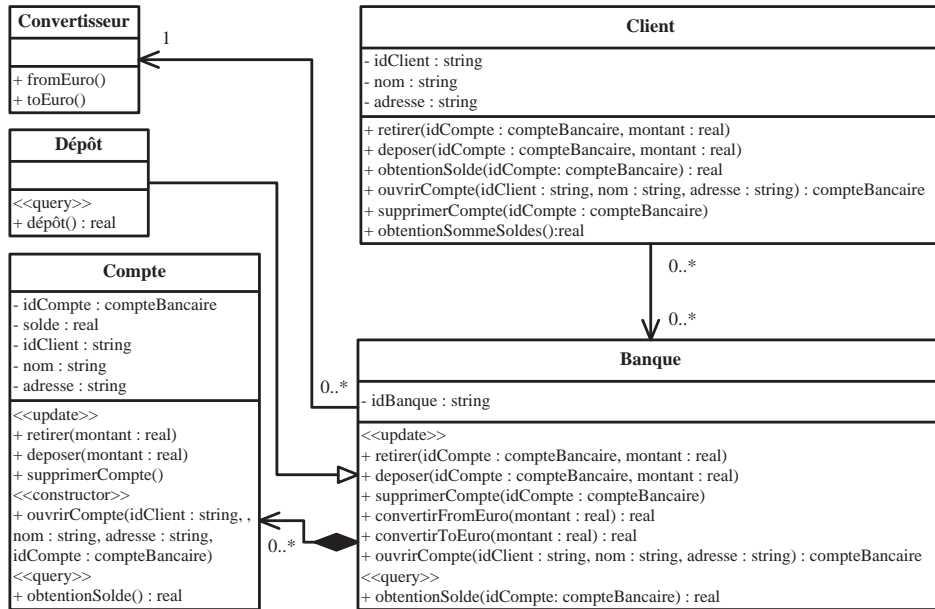 Convertisseur
+ fromEuro()
+ toEuro()
1
Client
- idClient : string
- nom : string
- adresse : string
+ retirer(idCompte : compteBancaire, montant : real)
+ deposer(idCompte : compteBancaire, montant : real)
+ obtentionSolde(idCompte: compteBancaire) : real
+ ouvrirCompte(idClient : string, nom : string, adresse : string) : compteBancaire
+ supprimerCompte(idCompte : compteBancaire)
+ obtentionSommeSoldes():real
Dépôt
<<query>>
+ dépôt() : real
0..*
0..*
Compte
- idCompte : compteBancaire
- solde : real
- idClient : string
- nom : string
- adresse : string
<<update>>
+ retirer(montant : real)
+ deposer(montant : real)
+ supprimerCompte()
<<constructor>>
+ ouvrirCompte(idClient : string, ,
nom : string, adresse : string,
idCompte : compteBancaire)
<<query>>
+ obtentionSolde() : real
0..*
0..*
Banque
- idBanque : string
<<update>>
+ retirer(idCompte : compteBancaire, montant : real)
+ deposer(idCompte : compteBancaire, montant : real)
+ supprimerCompte(idCompte : compteBancaire)
+ convertirFromEuro(montant : real) : real
+ convertirToEuro(montant : real) : real
+ ouvrirCompte(idClient : string, nom : string, adresse : string) : compteBancaire
<<query>>
+ obtentionSolde(idCompte: compteBancaire) : real